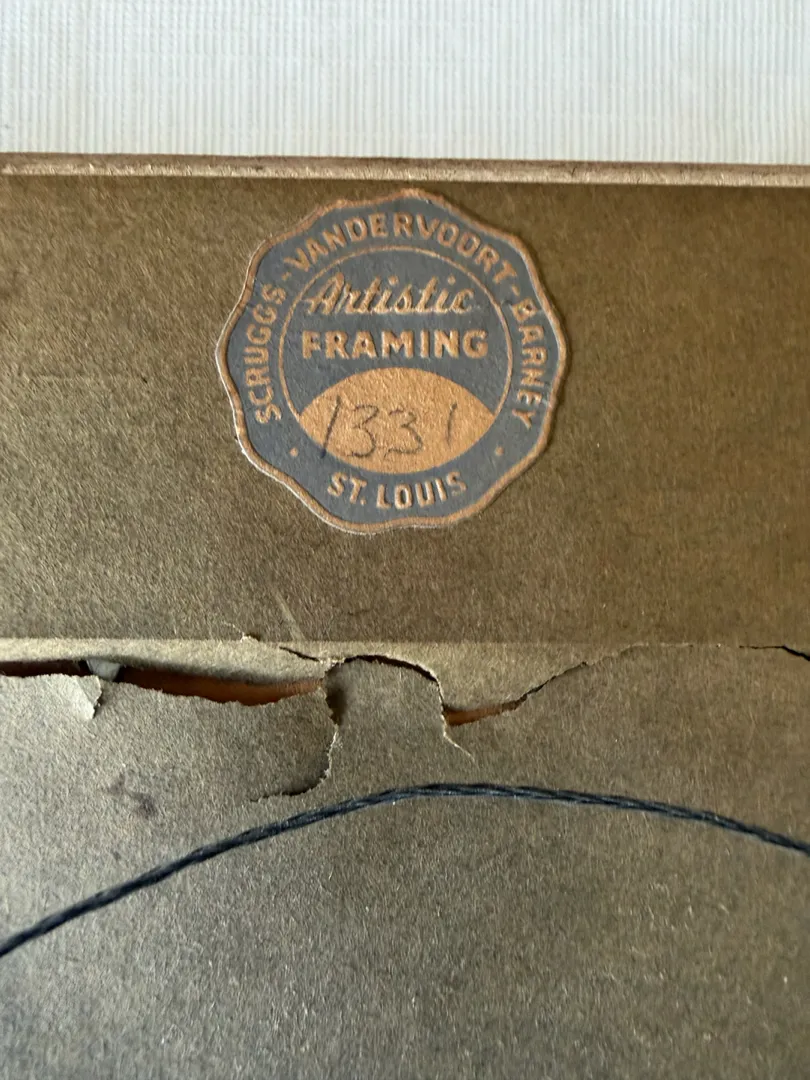 SCRUGGS-VANDERVOORT-BARNEY
Artistic
FRAMING
1331
ST. LOUIS